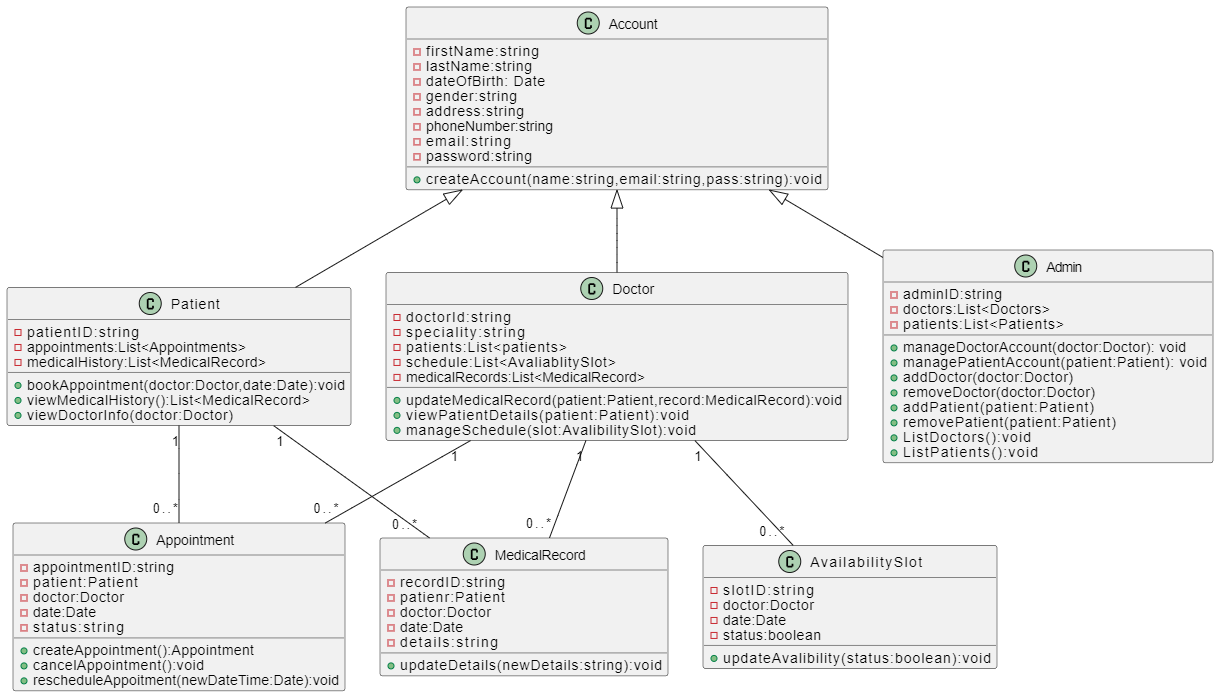 C Account
firstName:string
lastName:string
dateOfBirth: Date
gender:string
address:string
phoneNumber:string
email:string
password:string
createAccount(name:string,email:string,pass:string):void
C Patient
patientID:string
appointments:List<Appointments>
medicalHistory:List<MedicalRecord>
bookAppointment(doctor:Doctor,date:Date):void
viewMedicalHistory():List<MedicalRecord>
viewDoctorInfo(doctor:Doctor)
C Doctor
doctorId:string
speciality:string
patients:List<patients>
schedule:List<AvaliablitySlot>
medicalRecords:List<MedicalRecord>
updateMedicalRecord(patient:Patient,record:MedicalRecord):void
viewPatientDetails(patient:Patient):void
manageSchedule(slot:AvalibilitySlot):void
C Admin
adminID:string
doctors:List<Doctors>
patients:List<Patients>
manageDoctorAccount(doctor:Doctor): void
managePatientAccount(patient:Patient): void
addDoctor(doctor:Doctor)
removeDoctor(doctor:Doctor)
addPatient(patient:Patient)
removePatient(patient:Patient)
ListDoctors():void
ListPatients():void
1
1
1
1
1
0..*
0..*
0..*
0..*
0..*
C Appointment
appointmentID:string
patient:Patient
doctor:Doctor
date:Date
status:string
createAppointment():Appointment
cancelAppointment():void
rescheduleAppoitment(newDateTime:Date):void
C MedicalRecord
recordID:string
patienr:Patient
doctor:Doctor
date:Date
details:string
updateDetails(newDetails:string):void
C AvailabilitySlot
slotID:string
doctor:Doctor
date:Date
status:boolean
updateAvalibility(status:boolean):void